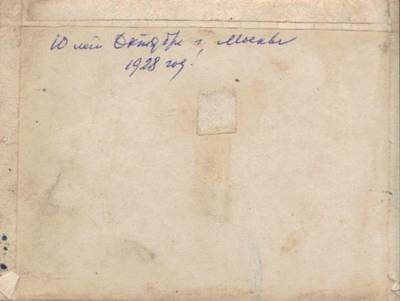 10 лет Октября г. Москва
1928 год.